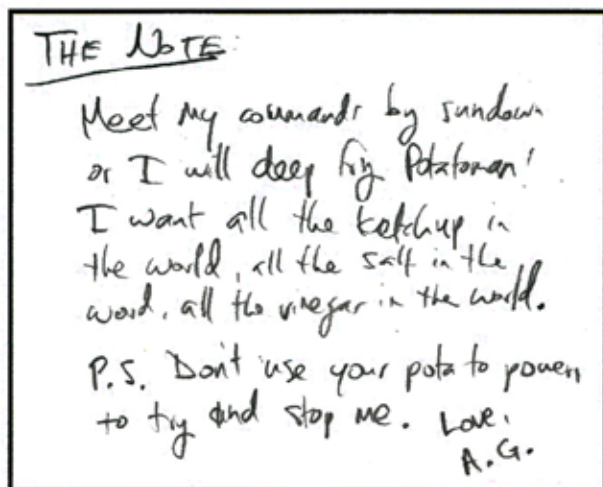 THE NOTE:
Meet my commands by sundown
or I will deep fry Potatoman!
I want all the ketchup in
the world, all the salt in the
word, all the vinegar in the world.
P.S. Don't use your potato powers
to try and stop me. Love,
A.G.